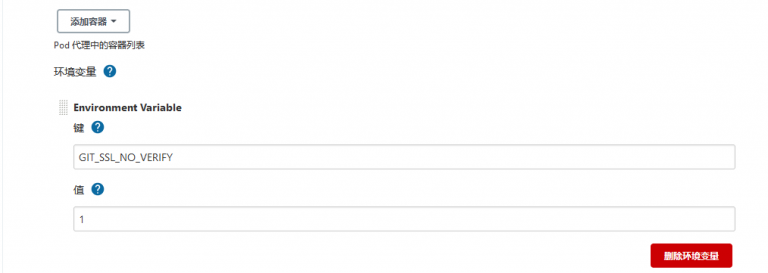 添加容器
Pod 代理中的容器列表
环境变量 ?
Environment Variable
键 ?
GIT_SSL_NO_VERIFY
值 ?
1
删除环境变量